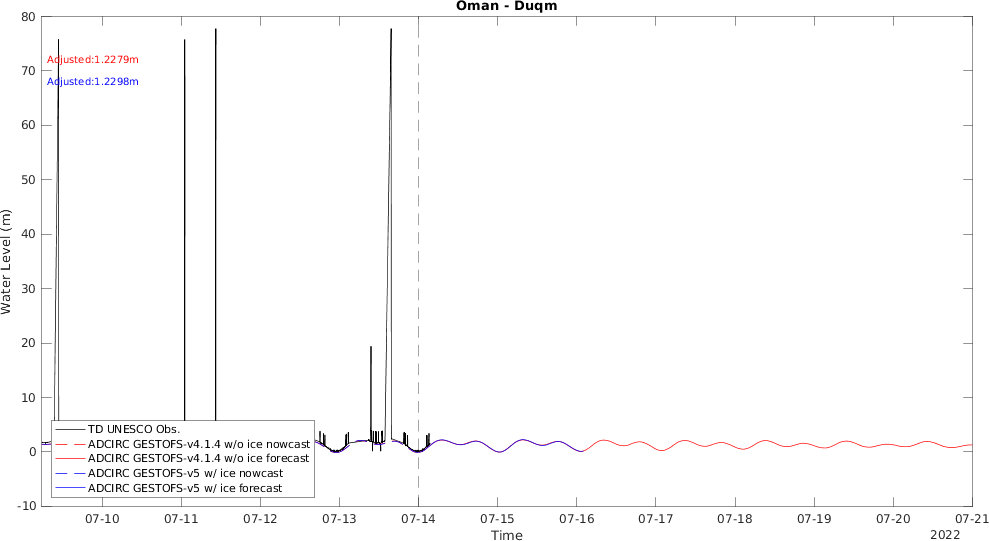 Oman - Duqm
80
70
60
50
40
30
20
10
0
-10
Water Level (m)
Adjusted:1.2279m
Adjusted:1.2298m
TD UNESCO Obs.
ADCIRC GESTOFS-v4.1.4 w/o ice nowcast
ADCIRC GESTOFS-v4.1.4 w/o ice forecast
ADCIRC GESTOFS-v5 w/ ice nowcast
ADCIRC GESTOFS-v5 w/ ice forecast
07-10 07-11 07-12 07-13 07-14 07-15 07-16 07-17 07-18 07-19 07-20 07-21
Time
2022